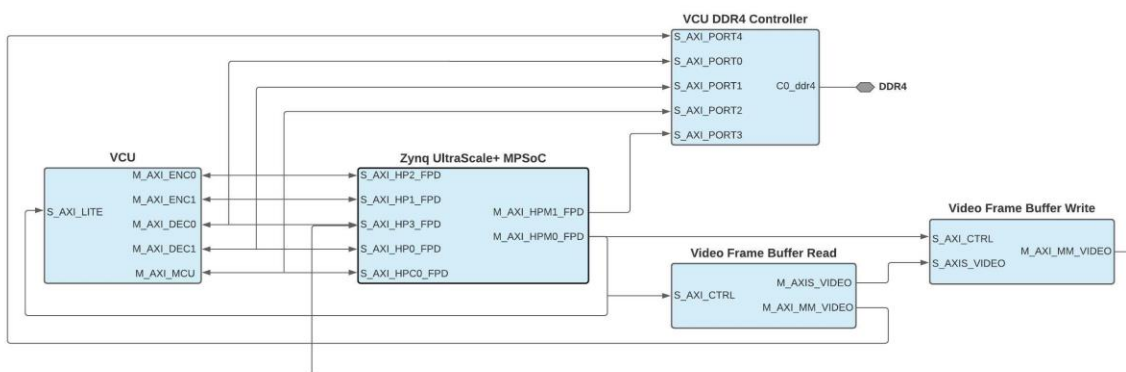 VCU DDR4 Controller
S_AXI_PORT4
S_AXI_PORT0
S_AXI_PORT1
C0_ddr4
DDR4
S_AXI_PORT2
S_AXI_PORT3
VCU
M_AXI_ENC0
M_AXI_ENC1
S_AXI_LITE
M_AXI_DEC0
M_AXI_DEC1
M_AXI_MCU
Zynq UltraScale+ MPSoC
S_AXI_HP2_FPD
S_AXI_HP1_FPD
M_AXI_HPM1_FPD
S_AXI_HP3_FPD
M_AXI_HPM0_FPD
S_AXI_HP0_FPD
S_AXI_HPC0_FPD
Video Frame Buffer Read
M_AXIS_VIDEO
S_AXI_CTRL
M_AXI_MM_VIDEO
Video Frame Buffer Write
S_AXI_CTRL
M_AXI_MM_VIDEO
S_AXIS_VIDEO